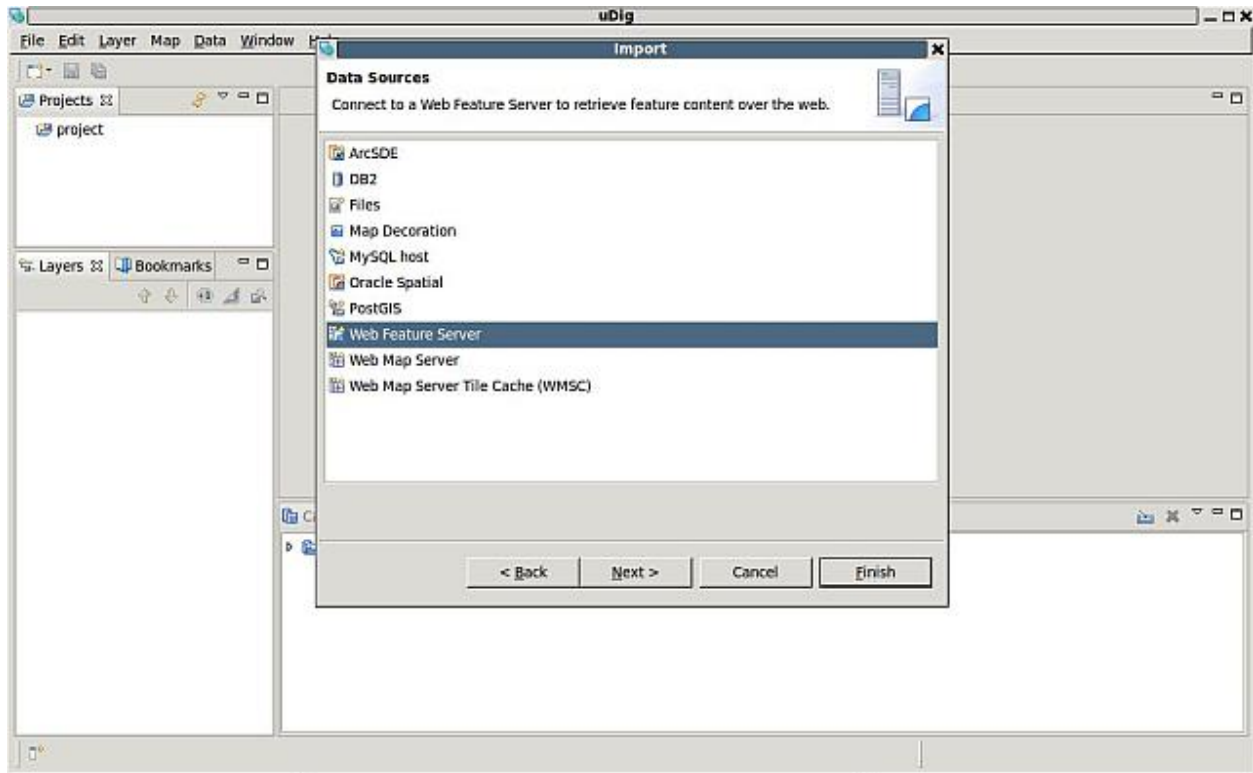 uDig
File Edit Layer Map Data Window
Import
Data Sources
Connect to a Web Feature Server to retrieve feature content over the web.
Projects
project
ArcSDE
DB2
Files
Map Decoration
MySQL host
Oracle Spatial
PostGIS
Web Feature Server
Web Map Server
Web Map Server Tile Cache (WMSC)
Layers Bookmarks
< Back Next > Cancel Finish